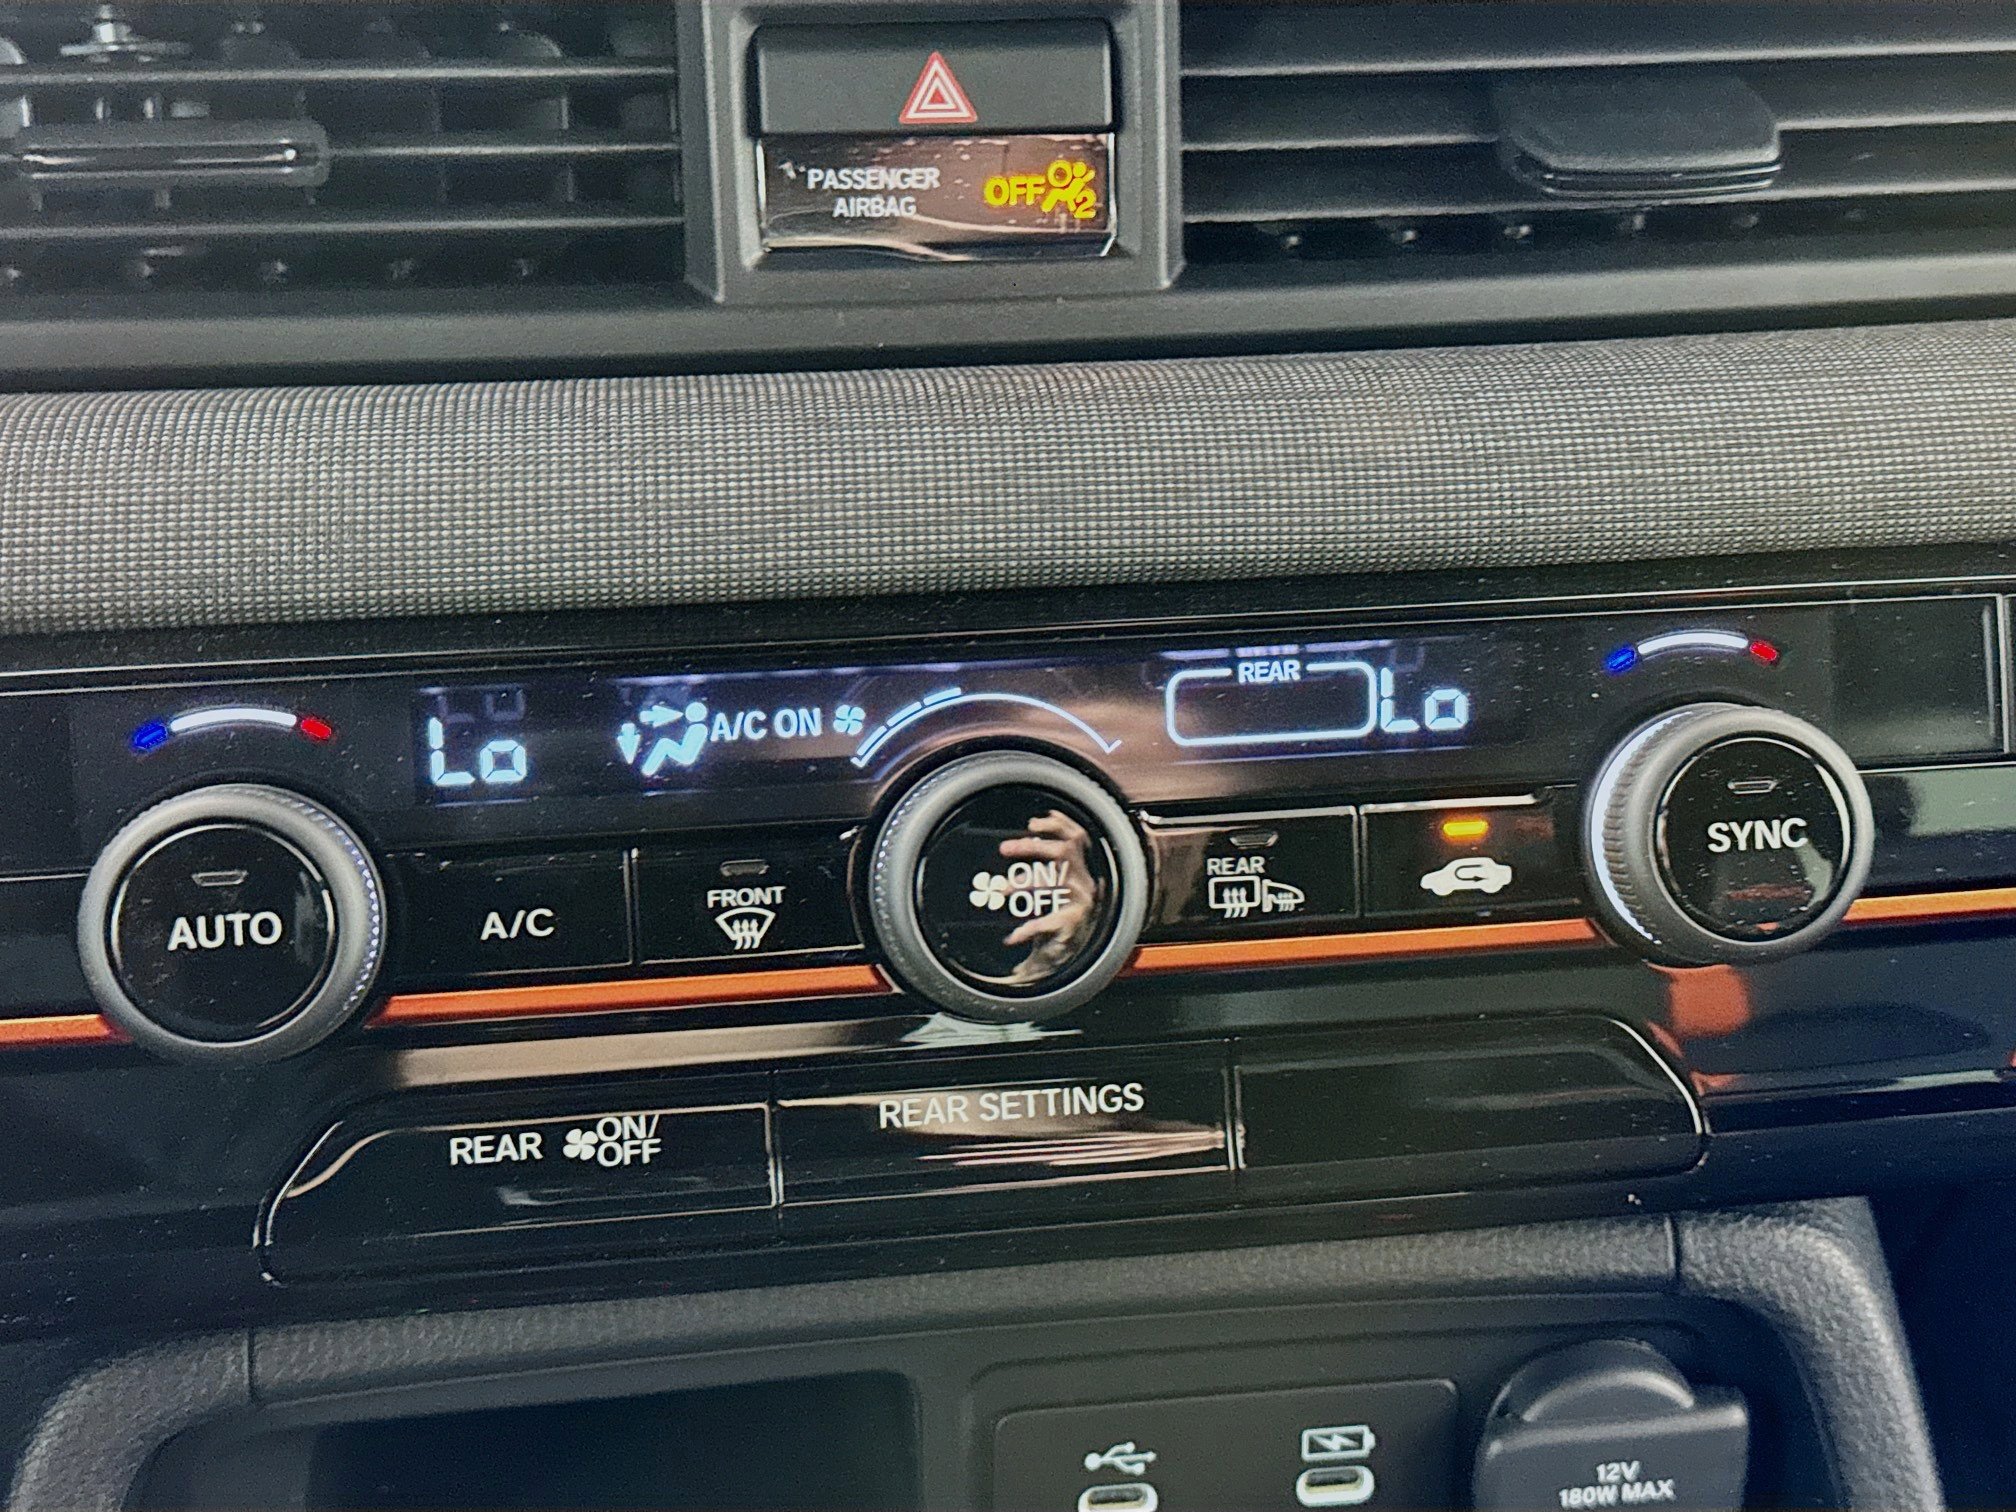 PASSENGER
AIRBAG
OFF
2
REAR
Lo
A/C ON
Lo
AUTO
A/C
FRONT
ON/
OFF
REAR
SYNC
REAR
ON/
OFF
REAR SETTINGS
12V
180W MAX